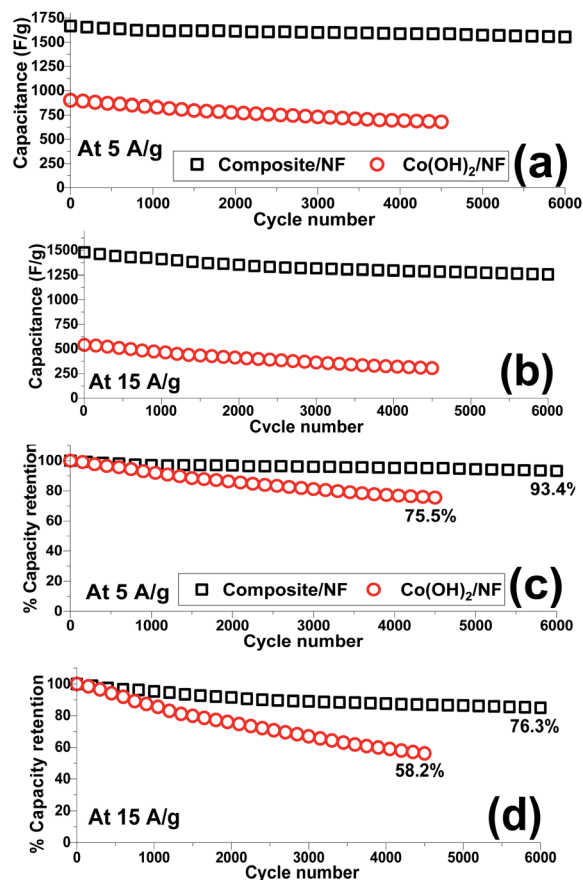 Capacitance (F/g)
1750
1500
1250
1000
750
500
250
0
At 5 A/g
Composite/NF
Co(OH)₂/NF
(a)
0 1000 2000 3000 4000 5000 6000
Cycle number
Capacitance (F/g)
1500
1250
1000
750
500
250
0
At 15 A/g
(b)
0 1000 2000 3000 4000 5000 6000
Cvcle number
% Capacity retention
100
80
60
40
20
0
93.4%
75.5%
At 5 A/g
Composite/NF
Co(OH)₂/NF
(c)
0 1000 2000 3000 4000 5000 6000
Cycle number
% Capacity retention
100
80
60
40
20
0
76.3%
58.2%
At 15 A/g
(d)
0 1000 2000 3000 4000 5000 6000
Cycle number